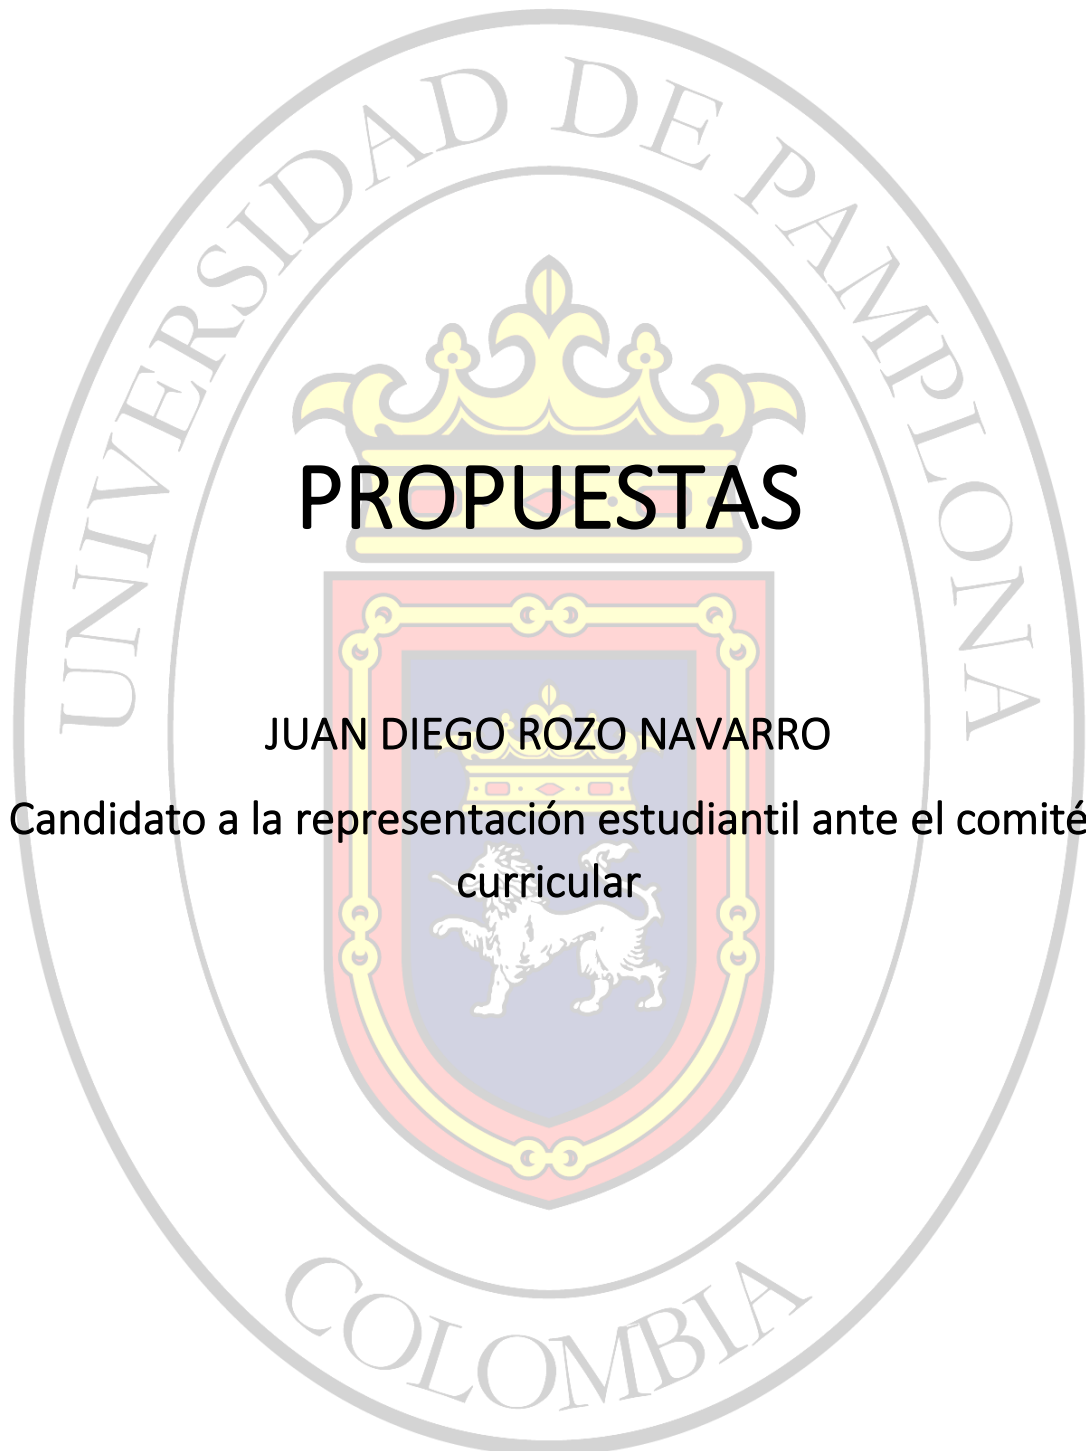 UNIVERSIDAD DE PAMPLONA
PROPUESTAS
JUAN DIEGO ROZO NAVARRO
Candidato a la representación estudiantil ante el comité
curricular
COLOMBIA